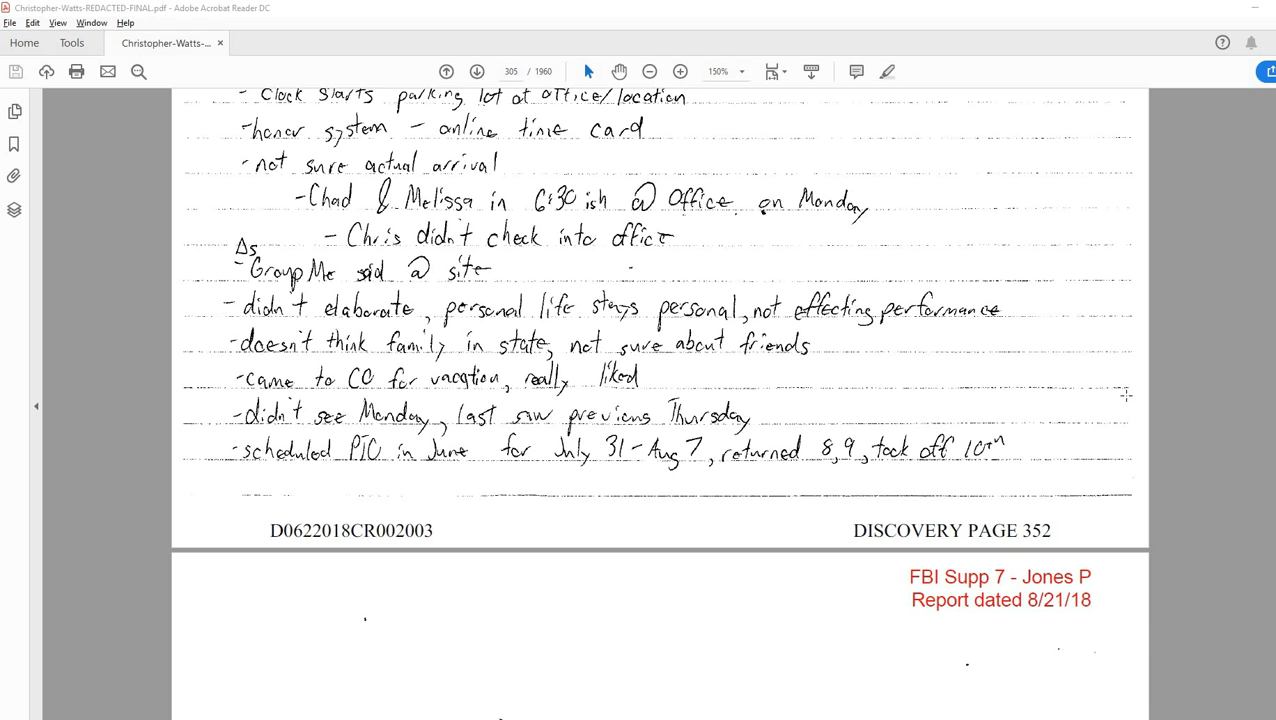 Christopher-Watts-REDACTED-FINAL.pdf - Adobe Acrobat Reader DC
File Edit View Window Help
Home Tools Christopher-Watts-... ×
305 / 1960 150%
- Clock starts parking lot at office/location
- honor system - online time card
- not sure actual arrival
- Chad & Melissa in 6:30 ish @ Office on Monday
- Chris didn't check into office
Δs
- GroupMe said @ site
- didn't elaborate, personal life stays personal, not effecting performance
- doesn't think family in state, not sure about friends
- came to CO for vacation, really liked
- didn't see Monday, last saw previous Thursday
- scheduled PTO in June for July 31 - Aug 7, returned 8, 9, took off 10th
D0622018CR002003 DISCOVERY PAGE 352
FBI Supp 7 - Jones P
Report dated 8/21/18